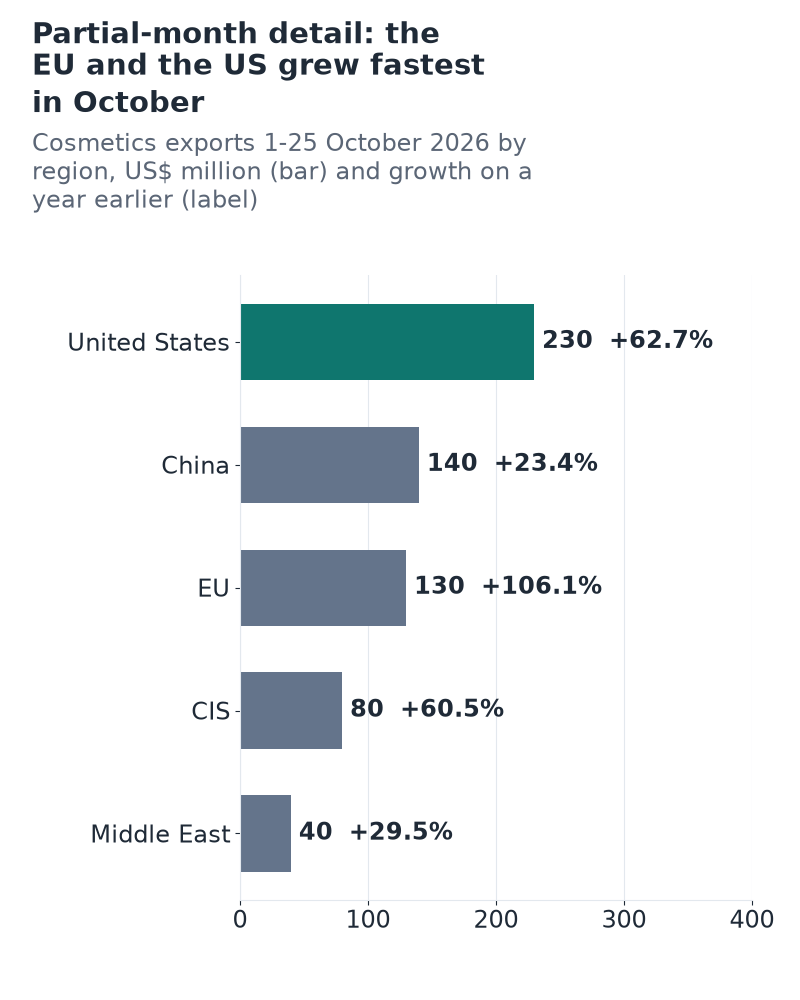 Partial-month detail: the
EU and the US grew fastest
in October
Cosmetics exports 1-25 October 2026 by
region, US$ million (bar) and growth on a
year earlier (label)
United States 230 +62.7%
China 140 +23.4%
EU 130 +106.1%
CIS 80 +60.5%
Middle East 40 +29.5%
0 100 200 300 400